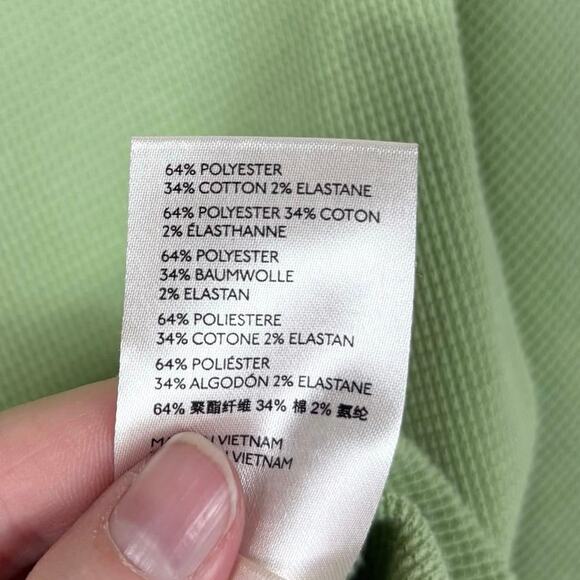 64% POLYESTER
34% COTTON 2% ELASTANE
64% POLYESTER 34% COTON
2% ÉLASTHANNE
64% POLYESTER
34% BAUMWOLLE
2% ELASTAN
64% POLIESTERE
34% COTONE 2% ELASTAN
64% POLIÉSTER
34% ALGODÓN 2% ELASTANE
64% 聚酯纤维 34% 棉 2% 氨纶
VIETNAM
VIETNAM